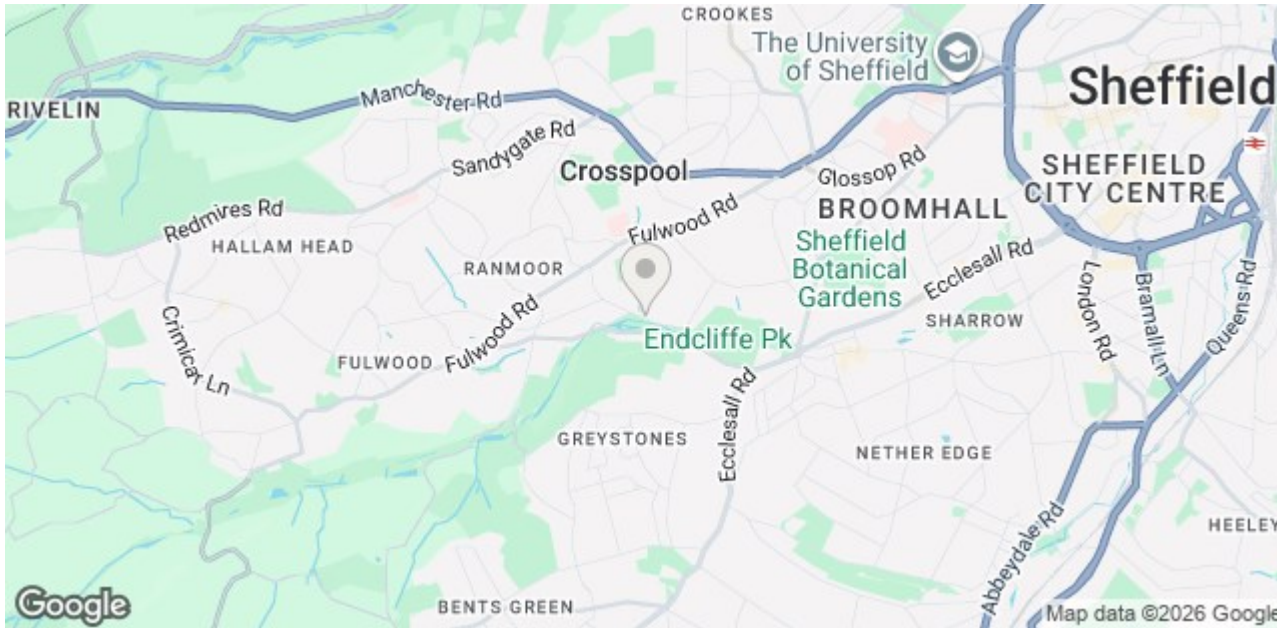 CROOKES
The University
of Sheffield
Sheffield
RIVELIN
Manchester Rd
Sandygate Rd
Crosspool
Glossop Rd
SHEFFIELD
CITY CENTRE
Redmires Rd
HALLAM HEAD
Fulwood Rd
BROOMHALL
RANMOOR
Sheffield
Botanical
Gardens
Ecclesall Rd
London Rd
Bramall Ln
Queens Rd
Crimicar Ln
FULWOOD
Fulwood Rd
Endcliffe Pk
SHARROW
Ecclesall Rd
GREYSTONES
NETHER EDGE
Abbeydale Rd
HEELEY
BENTS GREEN
Google
Map data ©2026 Google